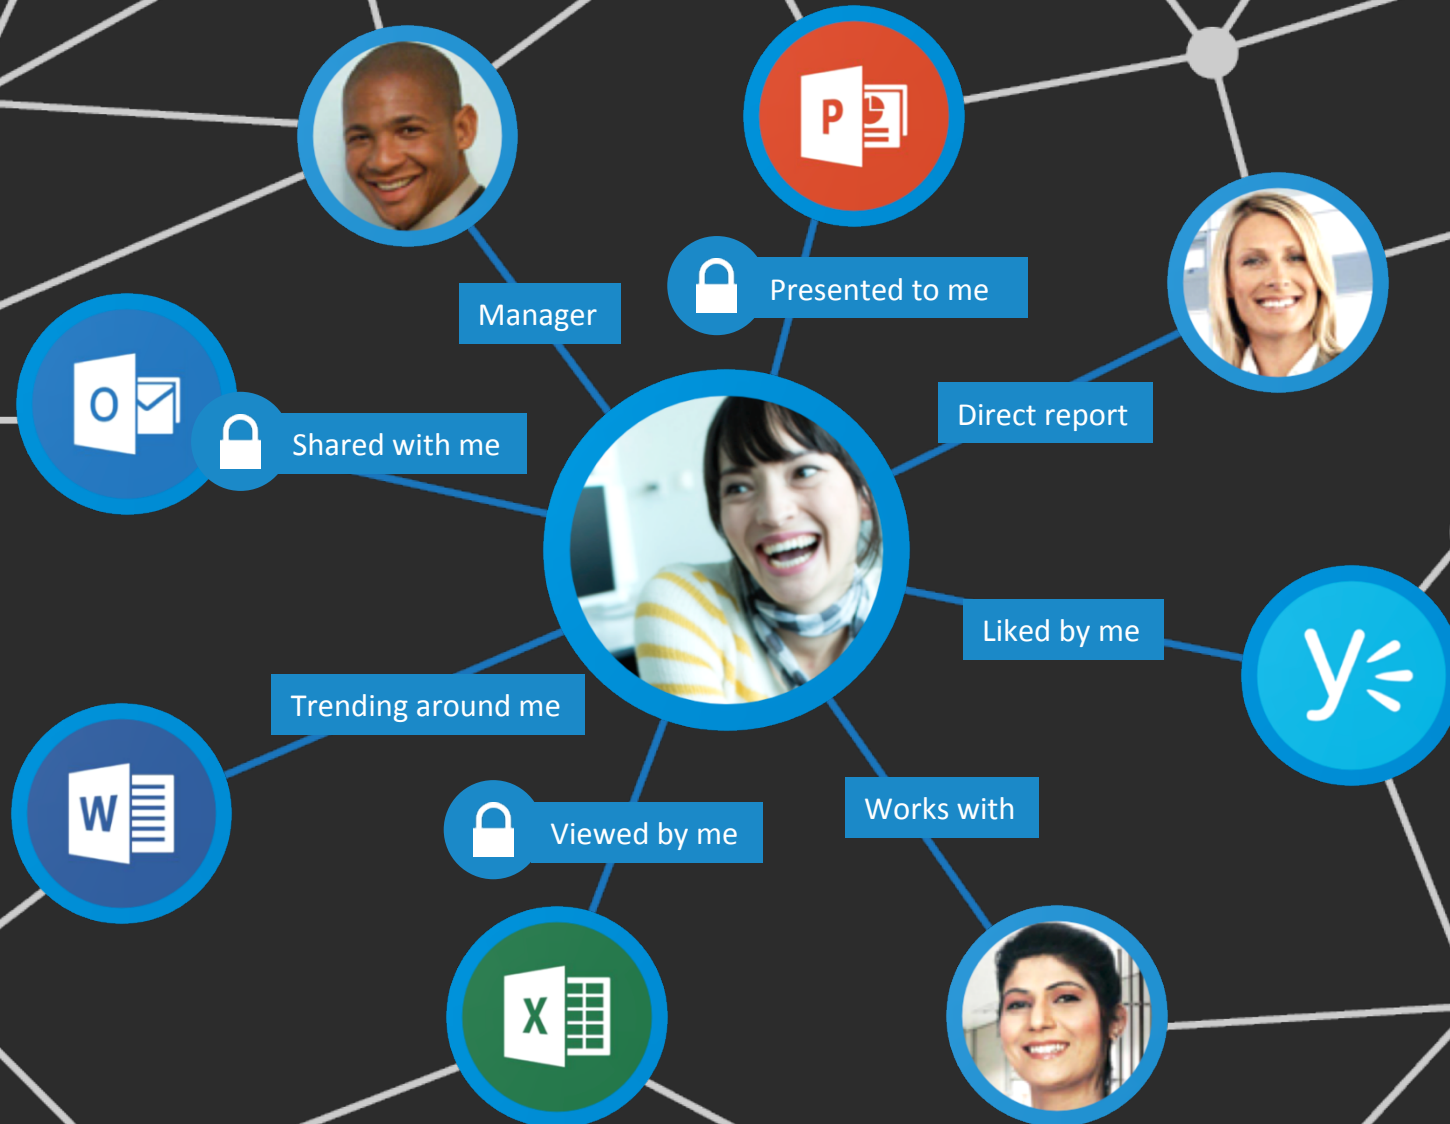 P
Manager
Presented to me
O
Shared with me
Direct report
Liked by me
y
Trending around me
W
Works with
Viewed by me
X